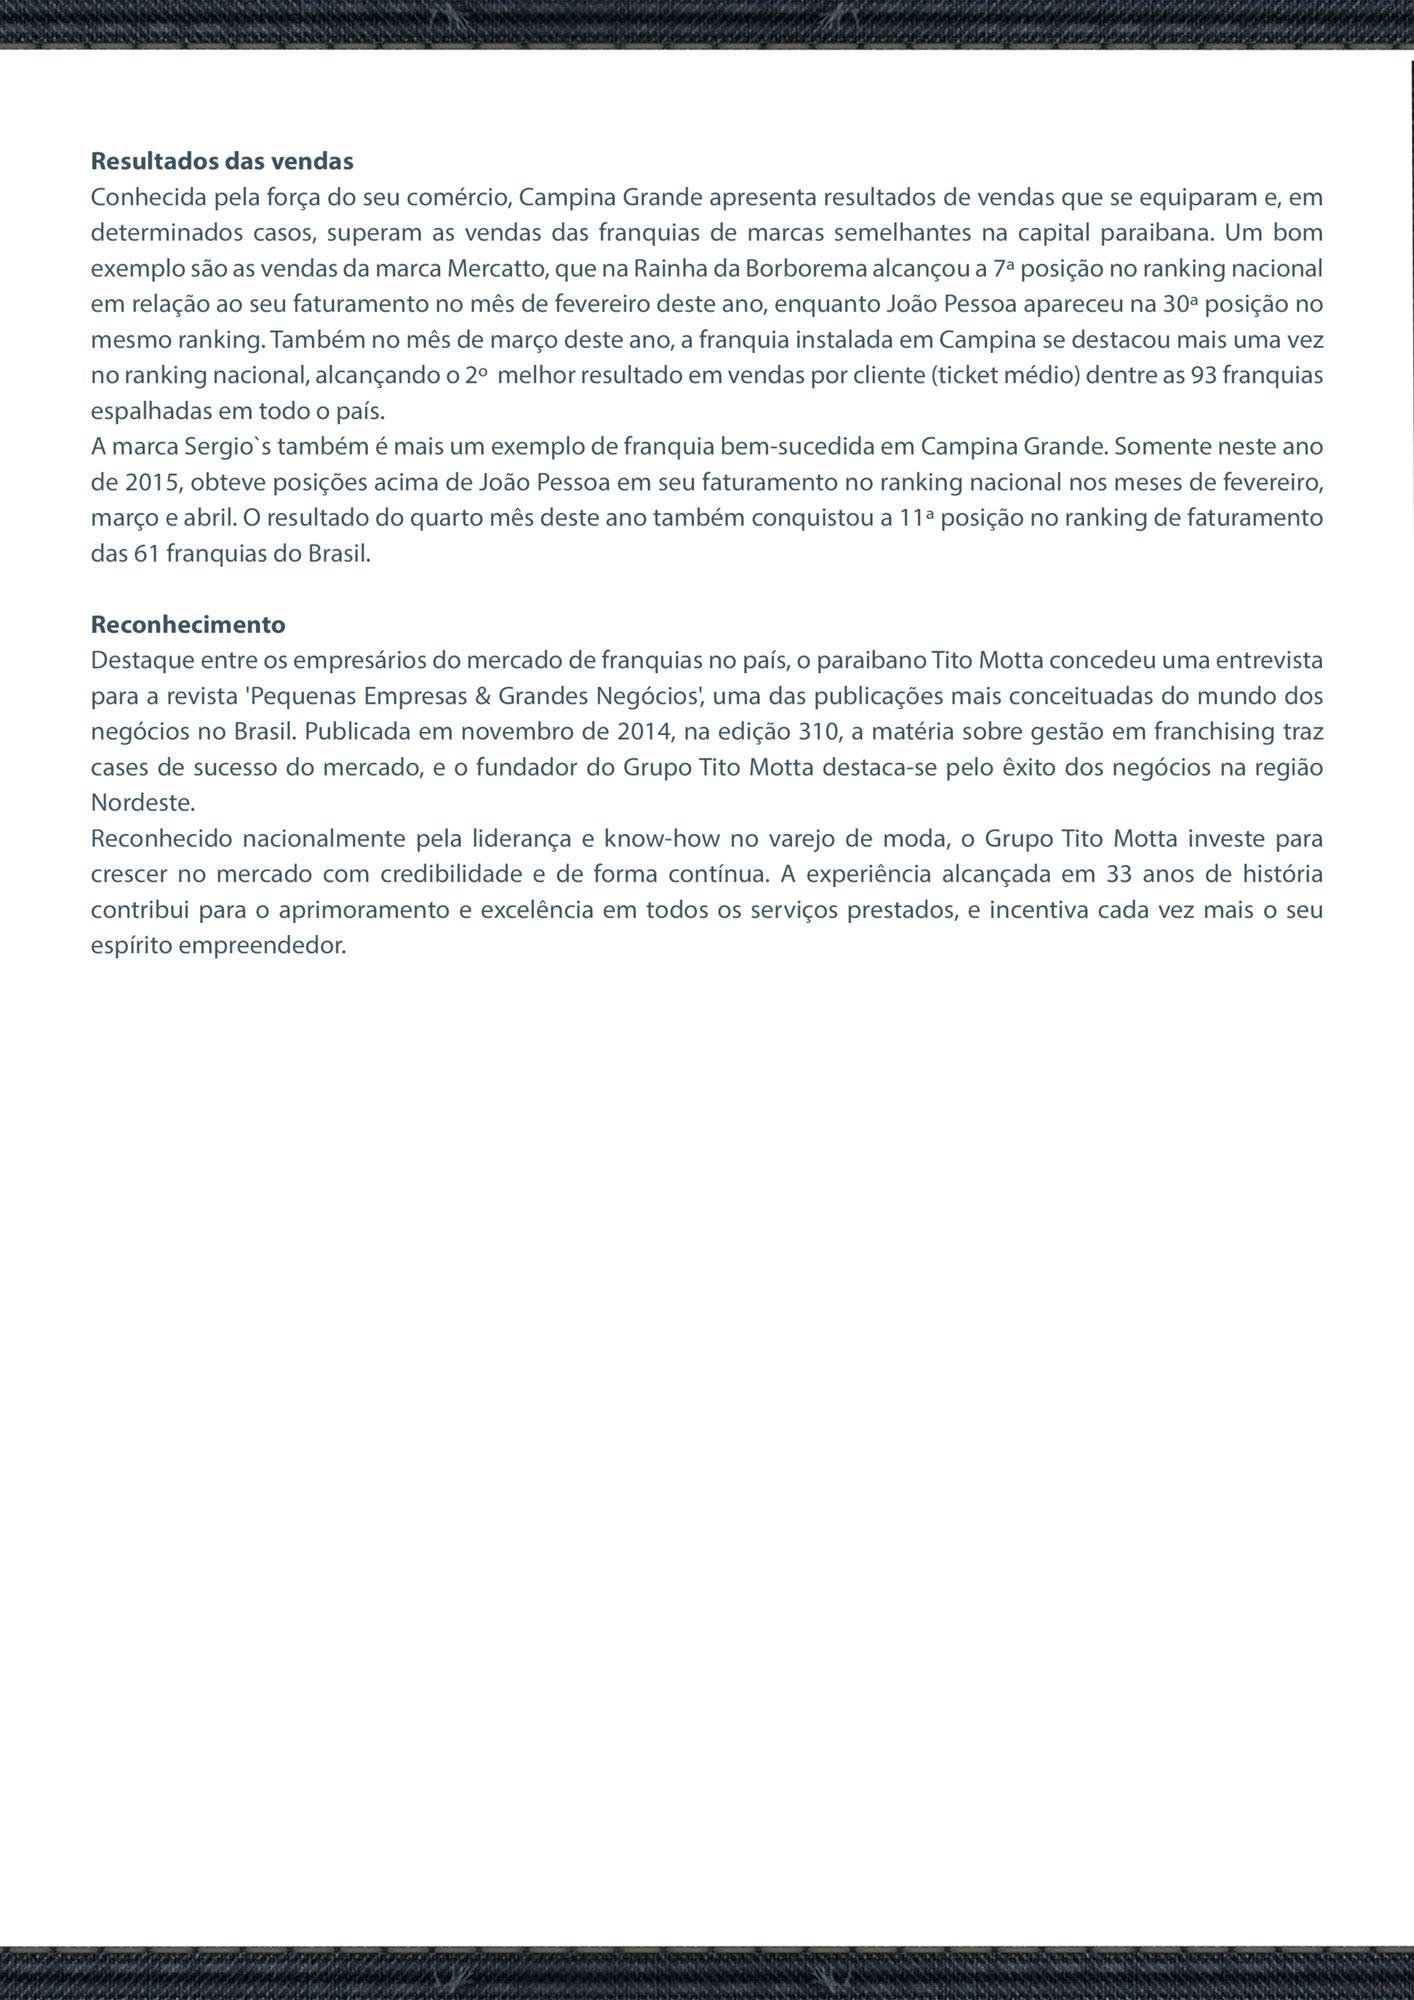 Resultados das vendas
Conhecida pela força do seu comércio, Campina Grande apresenta resultados de vendas que se equiparam e, em
determinados casos, superam as vendas das franquias de marcas semelhantes na capital paraibana. Um bom
exemplo são as vendas da marca Mercatto, que na Rainha da Borborema alcançou a 7ª posição no ranking nacional
em relação ao seu faturamento no mês de fevereiro deste ano, enquanto João Pessoa apareceu na 30ª posição no
mesmo ranking. Também no mês de março deste ano, a franquia instalada em Campina se destacou mais uma vez
no ranking nacional, alcançando o 2º melhor resultado em vendas por cliente (ticket médio) dentre as 93 franquias
espalhadas em todo o país.
A marca Sergio`s também é mais um exemplo de franquia bem-sucedida em Campina Grande. Somente neste ano
de 2015, obteve posições acima de João Pessoa em seu faturamento no ranking nacional nos meses de fevereiro,
março e abril. O resultado do quarto mês deste ano também conquistou a 11ª posição no ranking de faturamento
das 61 franquias do Brasil.
Reconhecimento
Destaque entre os empresários do mercado de franquias no país, o paraibano Tito Motta concedeu uma entrevista
para a revista 'Pequenas Empresas & Grandes Negócios', uma das publicações mais conceituadas do mundo dos
negócios no Brasil. Publicada em novembro de 2014, na edição 310, a matéria sobre gestão em franchising traz
cases de sucesso do mercado, e o fundador do Grupo Tito Motta destaca-se pelo êxito dos negócios na região
Nordeste.
Reconhecido nacionalmente pela liderança e know-how no varejo de moda, o Grupo Tito Motta investe para
crescer no mercado com credibilidade e de forma contínua. A experiência alcançada em 33 anos de história
contribui para o aprimoramento e excelência em todos os serviços prestados, e incentiva cada vez mais o seu
espírito empreendedor.